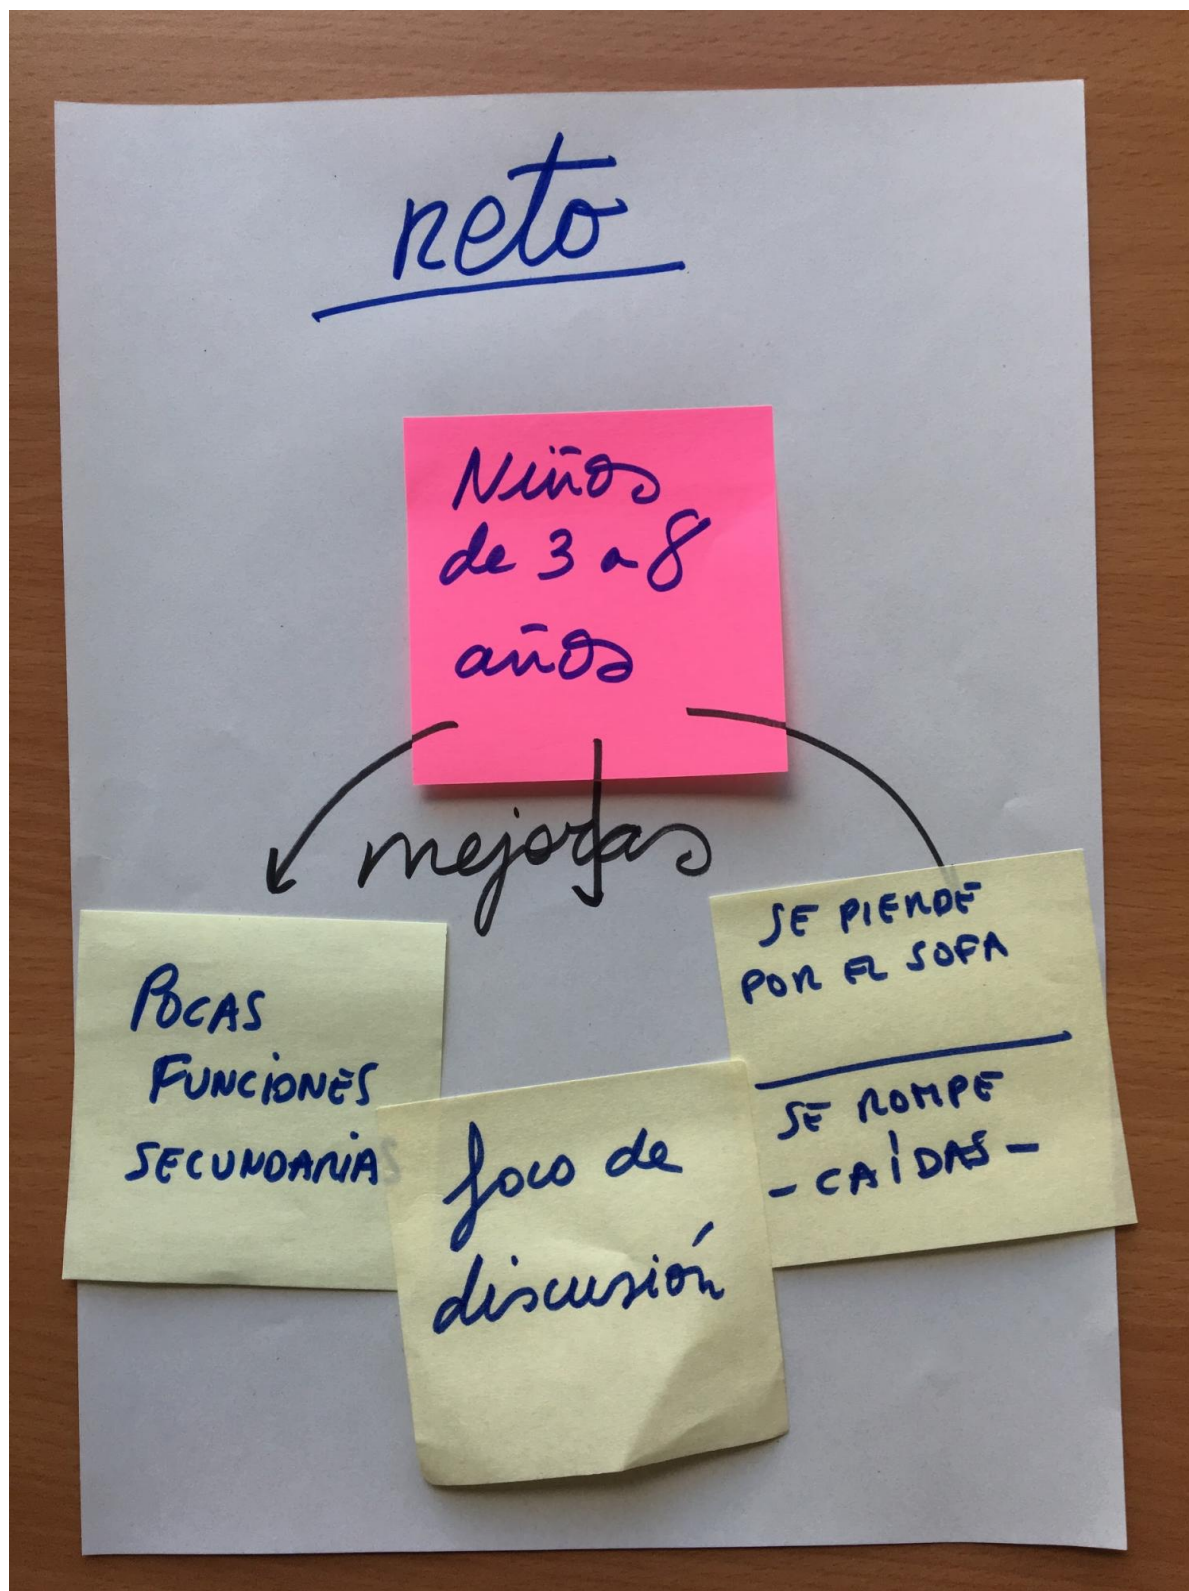 reto
Niños
de 3 a 8
años
mejoras
POCAS
FUNCIONES
SECUNDARIAS
foco de
discusión
SE PIERDE
POR EL SOFA
SE ROMPE
- CAÍDAS -